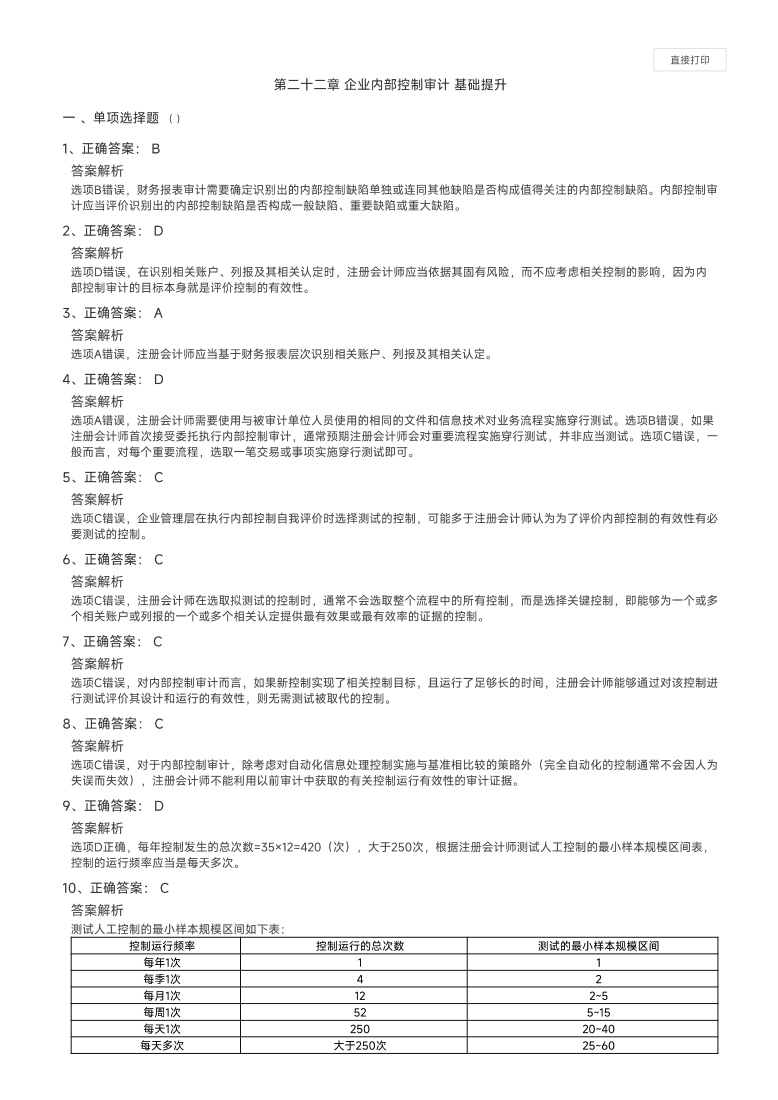 直接打印
第二十二章 企业内部控制审计 基础提升
一 、单项选择题 （ ）
1、正确答案： B
答案解析
选项B错误，财务报表审计需要确定识别出的内部控制缺陷单独或连同其他缺陷是否构成值得关注的内部控制缺陷。内部控制审
计应当评价识别出的内部控制缺陷是否构成一般缺陷、重要缺陷或重大缺陷。
2、正确答案： D
答案解析
选项D错误，在识别相关账户、列报及其相关认定时，注册会计师应当依据其固有风险，而不应考虑相关控制的影响，因为内
部控制审计的目标本身就是评价控制的有效性。
3、正确答案： A
答案解析
选项A错误，注册会计师应当基于财务报表层次识别相关账户、列报及其相关认定。
4、正确答案： D
答案解析
选项A错误，注册会计师需要使用与被审计单位人员使用的相同的文件和信息技术对业务流程实施穿行测试。选项B错误，如果
注册会计师首次接受委托执行内部控制审计，通常预期注册会计师会对重要流程实施穿行测试，并非应当测试。选项C错误，一
般而言，对每个重要流程，选取一笔交易或事项实施穿行测试即可。
5、正确答案： C
答案解析
选项C错误，企业管理层在执行内部控制自我评价时选择测试的控制，可能多于注册会计师认为为了评价内部控制的有效性有必
要测试的控制。
6、正确答案： C
答案解析
选项C错误，注册会计师在选取拟测试的控制时，通常不会选取整个流程中的所有控制，而是选择关键控制，即能够为一个或多
个相关账户或列报的一个或多个相关认定提供最有效果或最有效率的证据的控制。
7、正确答案： C
答案解析
选项C错误，对内部控制审计而言，如果新控制实现了相关控制目标，且运行了足够长的时间，注册会计师能够通过对该控制进
行测试评价其设计和运行的有效性，则无需测试被取代的控制。
8、正确答案： C
答案解析
选项C错误，对于内部控制审计，除考虑对自动化信息处理控制实施与基准相比较的策略外（完全自动化的控制通常不会因人为
失误而失效），注册会计师不能利用以前审计中获取的有关控制运行有效性的审计证据。
9、正确答案： D
答案解析
选项D正确，每年控制发生的总次数=35×12=420（次），大于250次，根据注册会计师测试人工控制的最小样本规模区间表，
控制的运行频率应当是每天多次。
10、正确答案： C
答案解析
测试人工控制的最小样本规模区间如下表：
控制运行频率 控制运行的总次数 测试的最小样本规模区间
每年1次 1 1
每季1次 4 2
每月1次 12 2~5
每周1次 52 5~15
每天1次 250 20~40
每天多次 大于250次 25~60